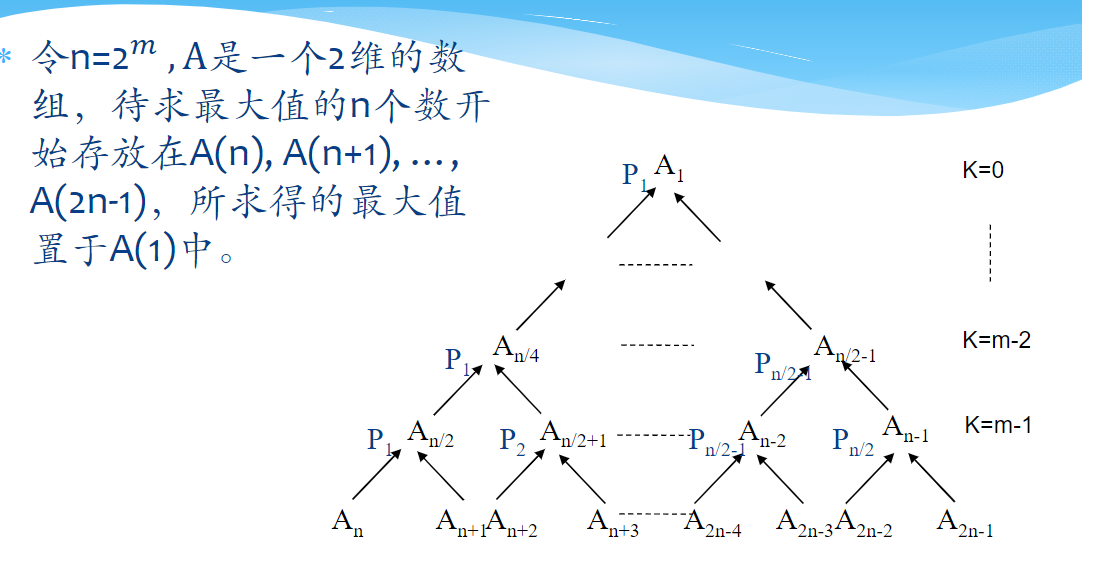 * 令n=2^m ,A是一个2维的数
组，待求最大值的n个数开
始存放在A(n), A(n+1), …,
A(2n-1)，所求得的最大值
置于A(1)中。
P_1 A_1 K=0
P_1 A_{n/4} P_{n/2-1} A_{n/2-1} K=m-2
P_1 A_{n/2} P_2 A_{n/2+1} P_{n/2-1} A_{n-2} P_{n/2} A_{n-1} K=m-1
A_n A_{n+1} A_{n+2} A_{n+3} A_{2n-4} A_{2n-3} A_{2n-2} A_{2n-1}